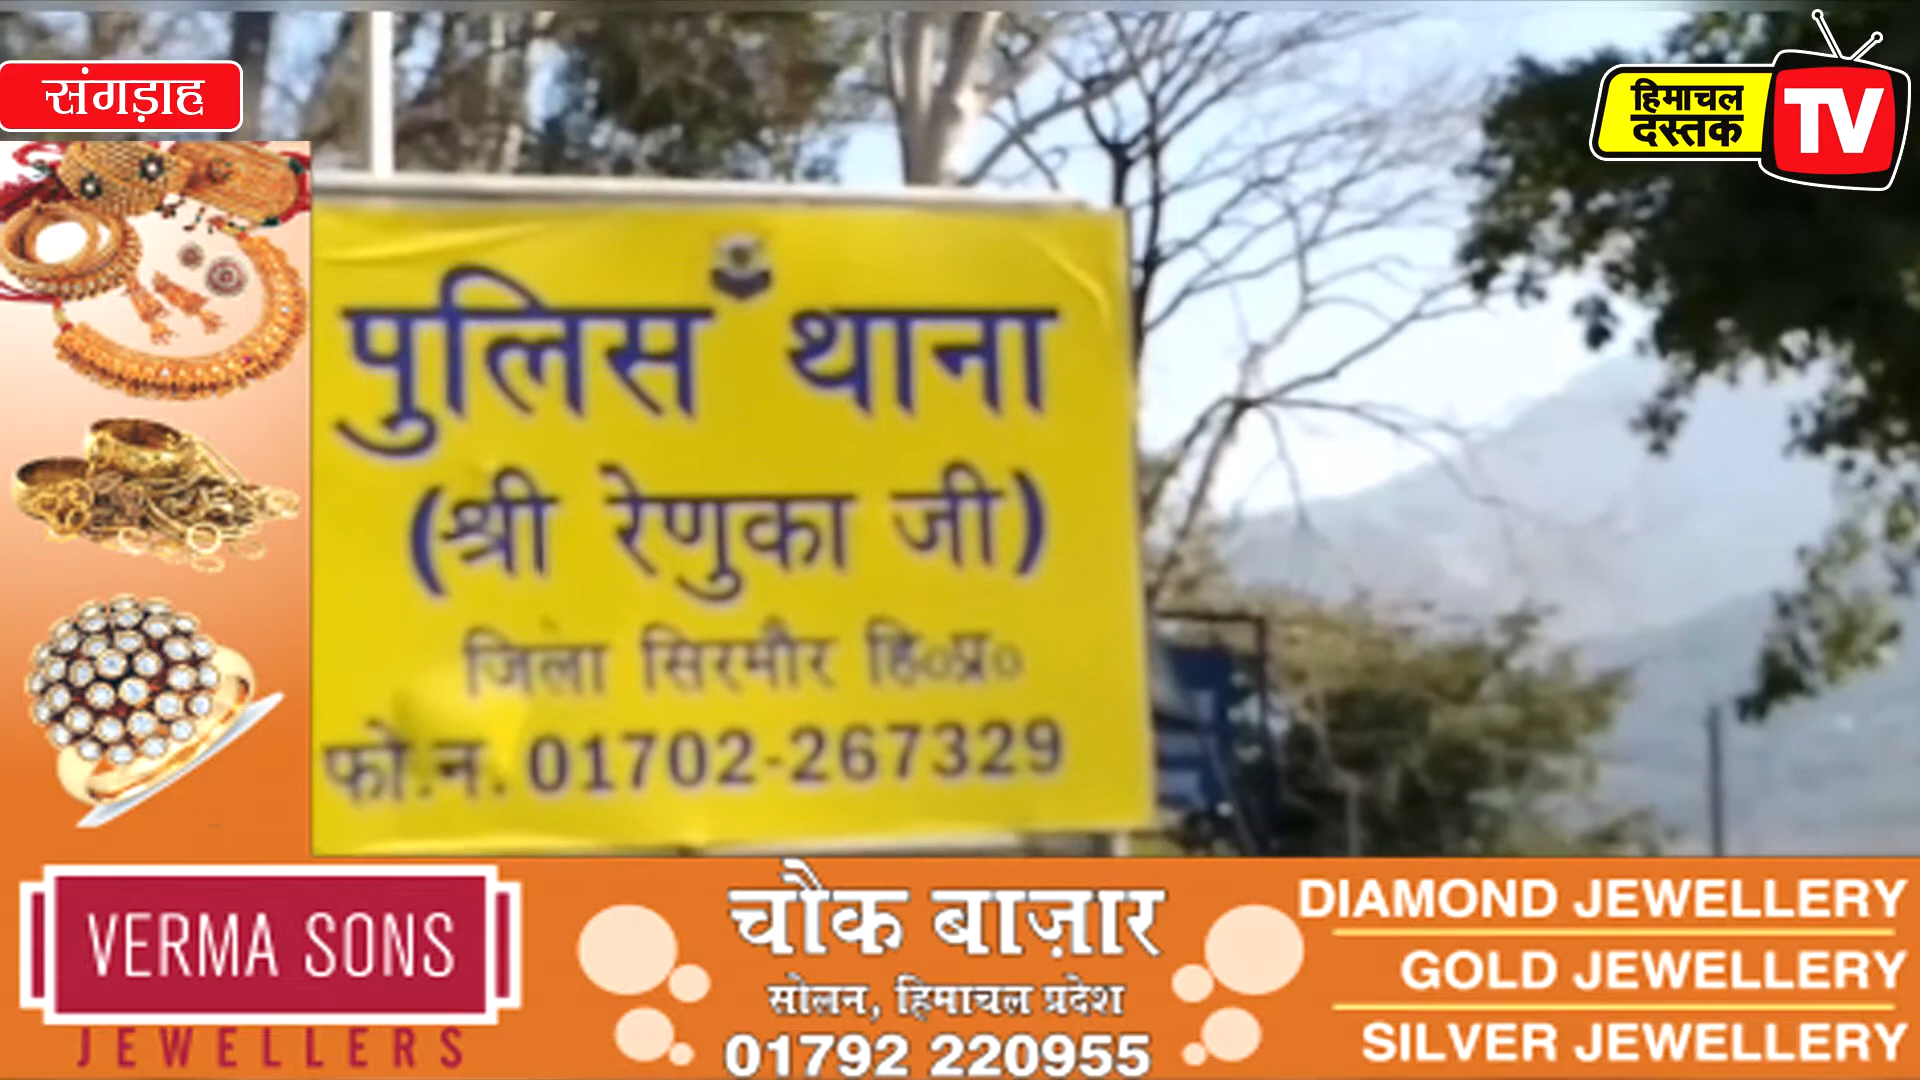 संगड़ाह
हिमाचल
दस्तक
TV
पुलिस थाना
(श्री रेणुका जी)
जिला सिरमौर हि०प्र०
फो.न. 01702-267329
VERMA SONS
JEWELLERS
चौक बाज़ार
सोलन, हिमाचल प्रदेश
01792 220955
DIAMOND JEWELLERY
GOLD JEWELLERY
SILVER JEWELLERY